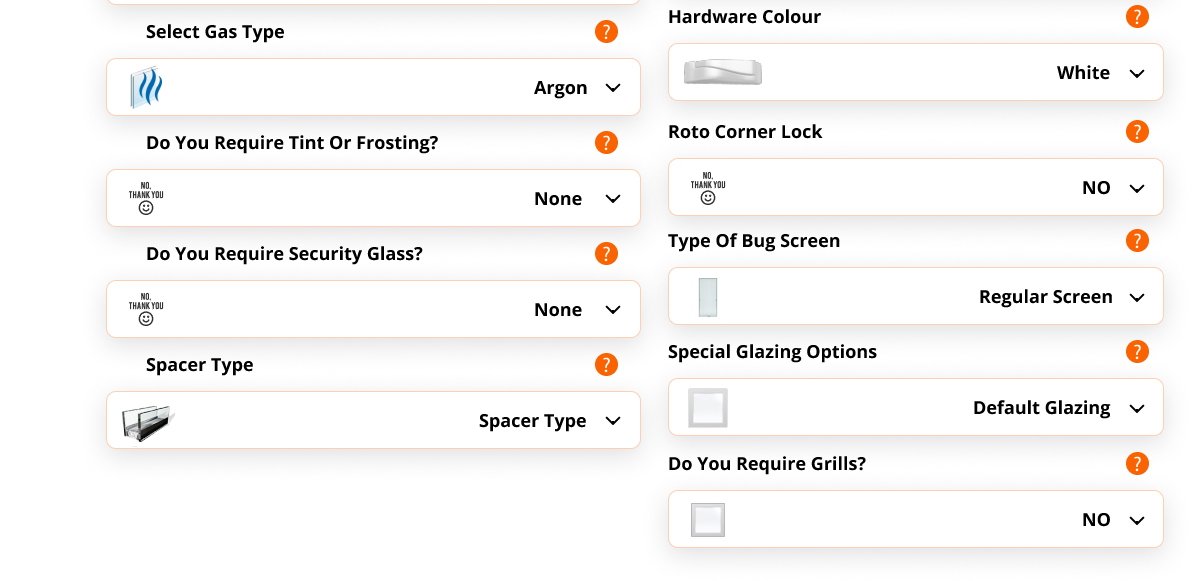 Select Gas Type
?
Argon
Do You Require Tint Or Frosting?
?
NO,
THANK YOU
None
Do You Require Security Glass?
?
NO,
THANK YOU
None
Spacer Type
?
Spacer Type
Hardware Colour
?
White
Roto Corner Lock
?
NO,
THANK YOU
NO
Type Of Bug Screen
?
Regular Screen
Special Glazing Options
?
Default Glazing
Do You Require Grills?
?
NO